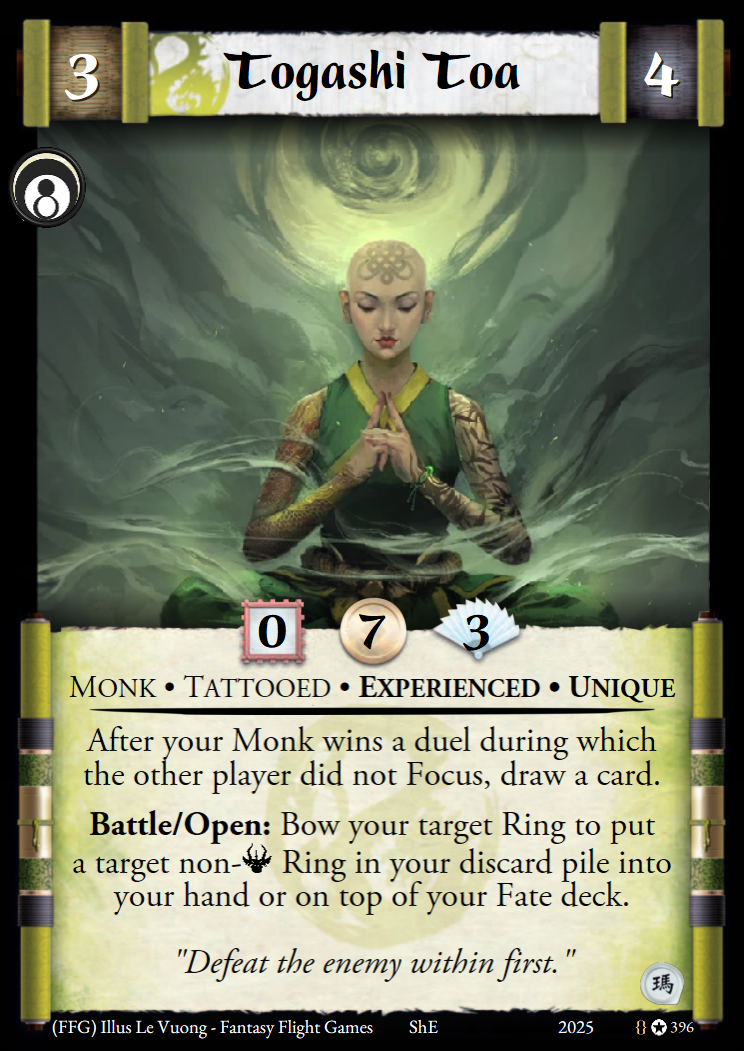 3 Togashi Toa 4
8
0 7 3
MONK • TATTOOED • EXPERIENCED • UNIQUE
After your Monk wins a duel during which
the other player did not Focus, draw a card.
Battle/Open: Bow your target Ring to put
a target non- Ring in your discard pile into
your hand or on top of your Fate deck.
"Defeat the enemy within first."
瑪
(FFG) Illus Le Vuong - Fantasy Flight Games ShE 2025 {} 396